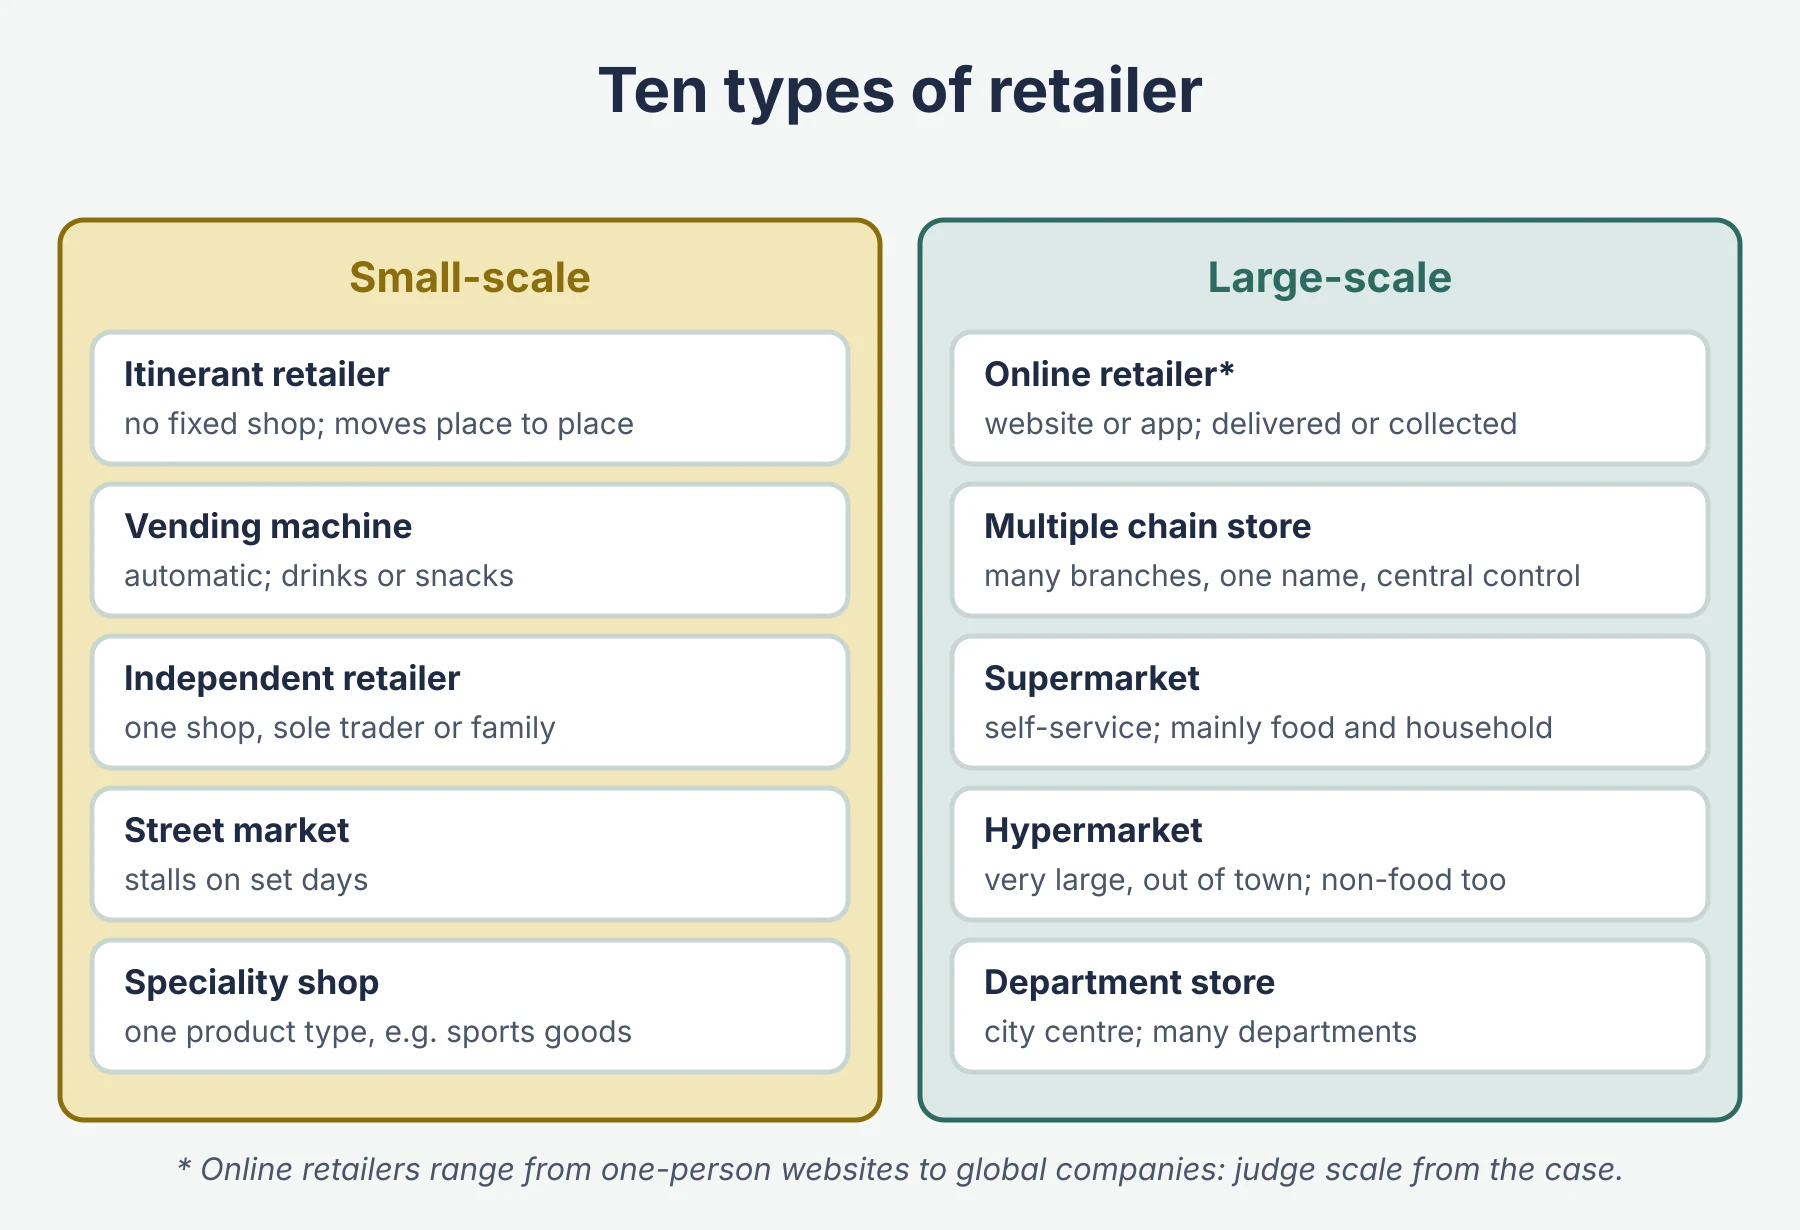 Ten types of retailer
Small-scale
Itinerant retailer
no fixed shop; moves place to place
Vending machine
automatic; drinks or snacks
Independent retailer
one shop, sole trader or family
Street market
stalls on set days
Speciality shop
one product type, e.g. sports goods
Large-scale
Online retailer*
website or app; delivered or collected
Multiple chain store
many branches, one name, central control
Supermarket
self-service; mainly food and household
Hypermarket
very large, out of town; non-food too
Department store
city centre; many departments
* Online retailers range from one-person websites to global companies: judge scale from the case.